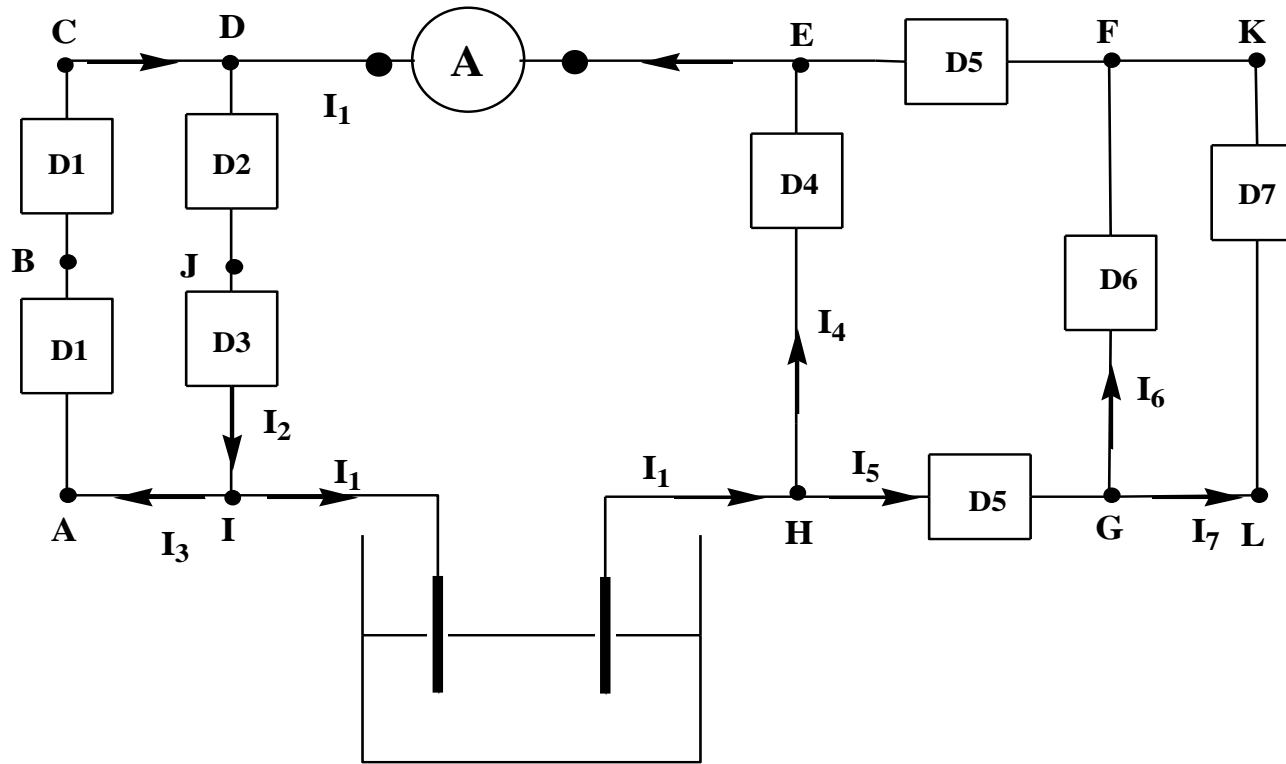 C D E F K
A
I₁
D5
D1 D2 D4 D7
B J D6
D1 D3 I₄
I₂ I₆
I₁ I₁ I₅
A I₃ I H D5 G I₇ L